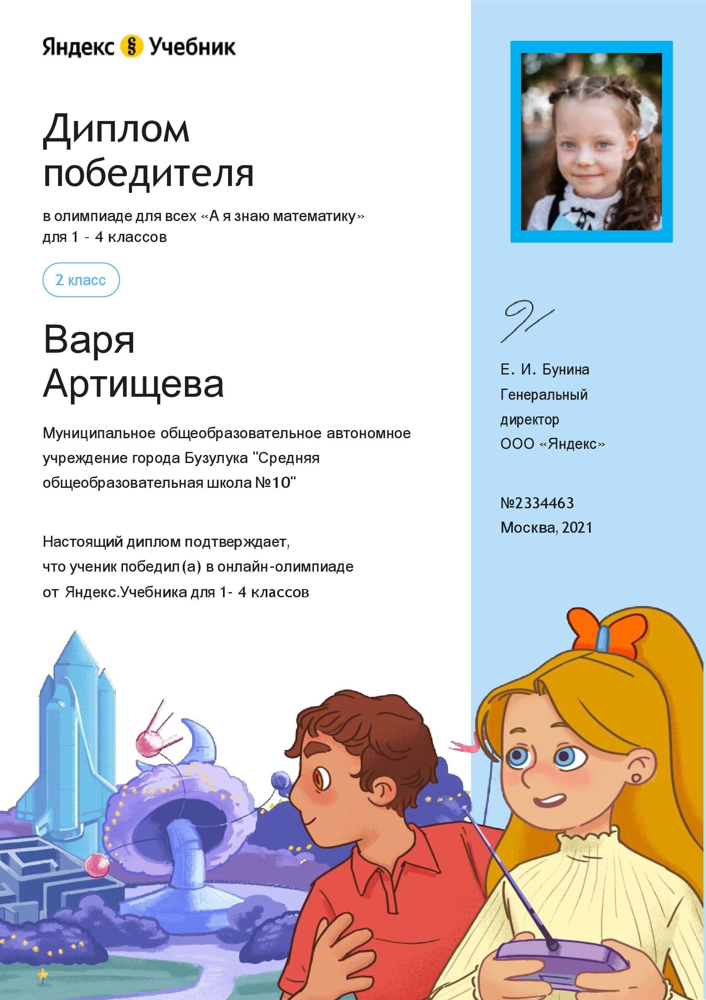 Яндекс Учебник
Диплом
победителя
в олимпиаде для всех «А я знаю математику»
для 1 - 4 классов
2 класс
Варя
Артищева
Муниципальное общеобразовательное автономное
учреждение города Бузулука "Средняя
общеобразовательная школа №10"
Настоящий диплом подтверждает,
что ученик победил(а) в онлайн-олимпиаде
от Яндекс.Учебника для 1- 4 классов
Е. И. Бунина
Генеральный
директор
ООО «Яндекс»
№2334463
Москва, 2021